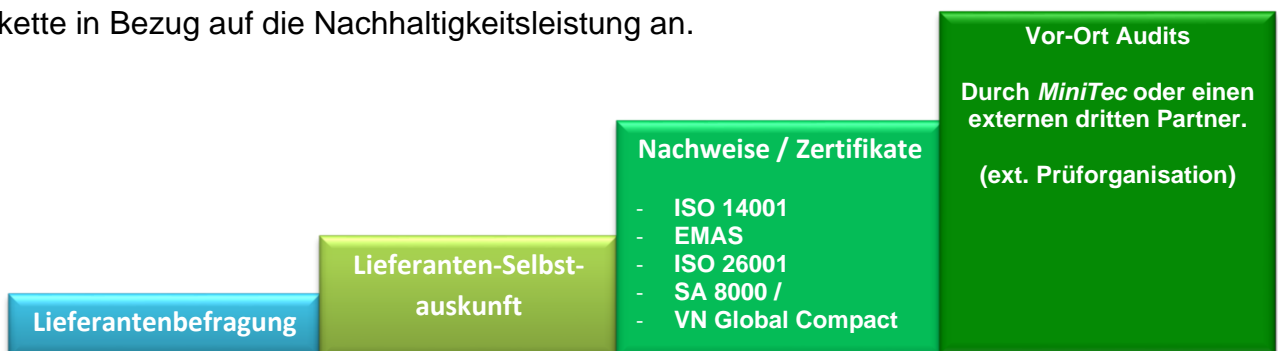 kette in Bezug auf die Nachhaltigkeitsleistung an.
Vor-Ort Audits
Durch MiniTec oder einen
externen dritten Partner.
(ext. Prüforganisation)
Nachweise / Zertifikate
- ISO 14001
- EMAS
- ISO 26001
- SA 8000 /
- VN Global Compact
Lieferanten-Selbst-
auskunft
Lieferantenbefragung